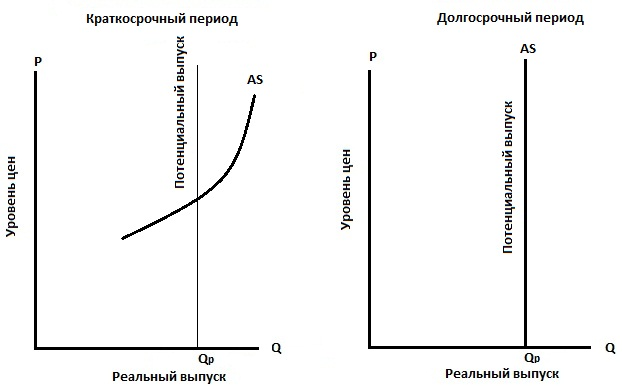 Краткосрочный период
P
Уровень цен
Потенциальный выпуск
AS
Qp
Q
Реальный выпуск
Долгосрочный период
P
Уровень цен
AS
Потенциальный выпуск
Qp
Q
Реальный выпуск